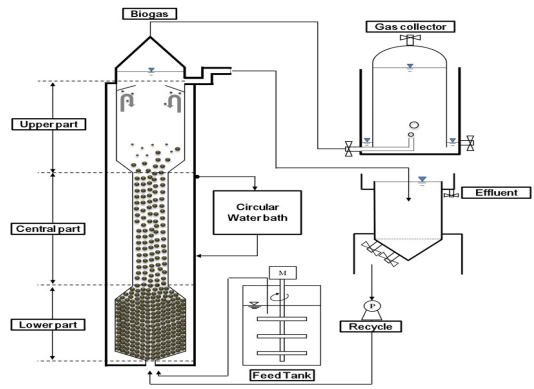 Biogas
Gas collector
Upper part
Central part
Lower part
Circular
Water bath
Effluent
M
P
Recycle
Feed Tank